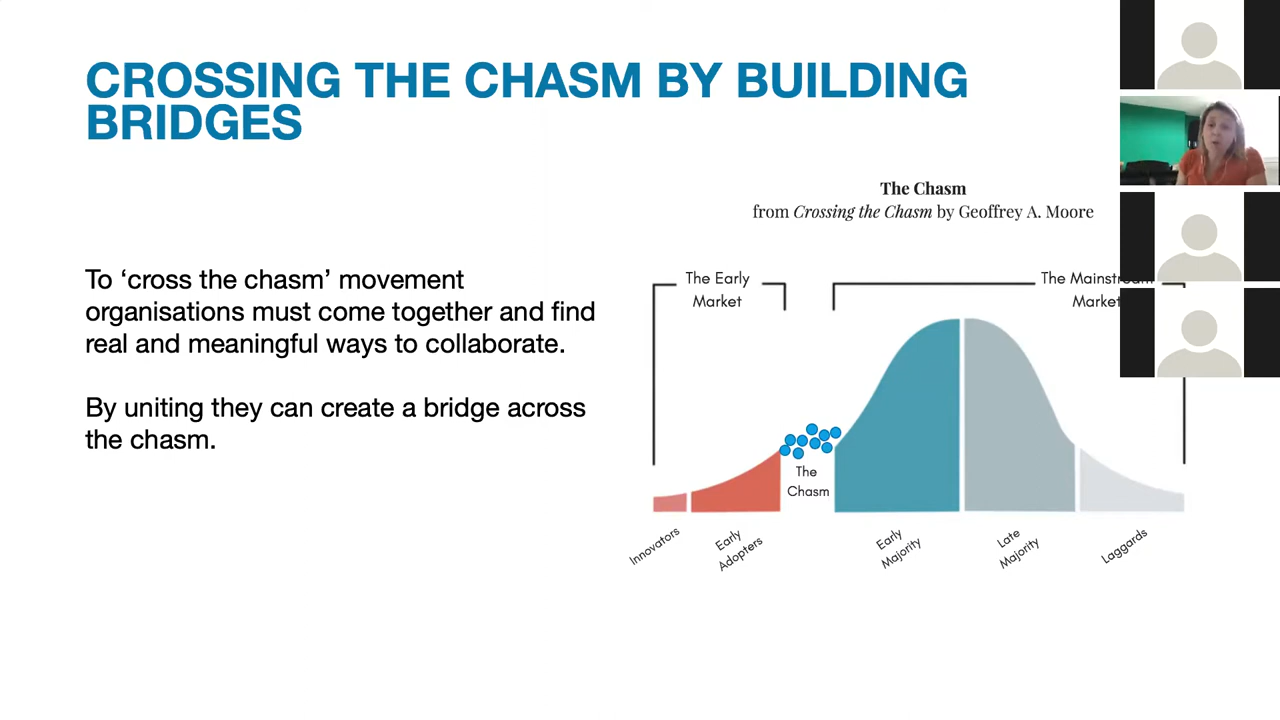 CROSSING THE CHASM BY BUILDING
BRIDGES
The Chasm
from Crossing the Chasm by Geoffrey A. Moore
To ‘cross the chasm’ movement
organisations must come together and find
real and meaningful ways to collaborate.
By uniting they can create a bridge across
the chasm.
The Early
Market
The Mainstream
Market
The
Chasm
Innovators
Early
Adopters
Early
Majority
Late
Majority
Laggards